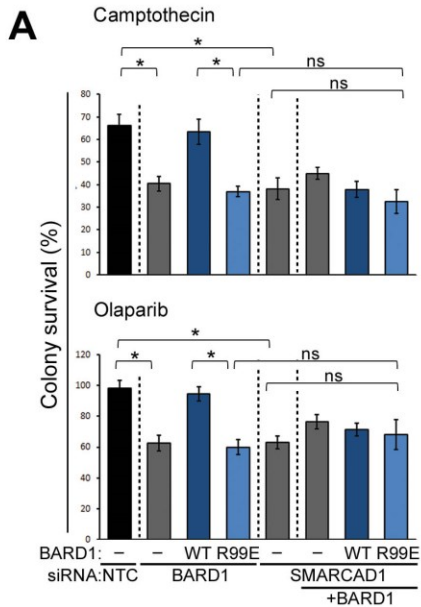 A
Camptothecin
*
* * ns
ns
80
70
60
50
40
30
20
10
0
Colony survival (%)
Olaparib
*
* * ns
ns
120
100
80
60
40
20
0
BARD1: – – WT R99E – – WT R99E
siRNA: NTC BARD1 SMARCAD1
+BARD1